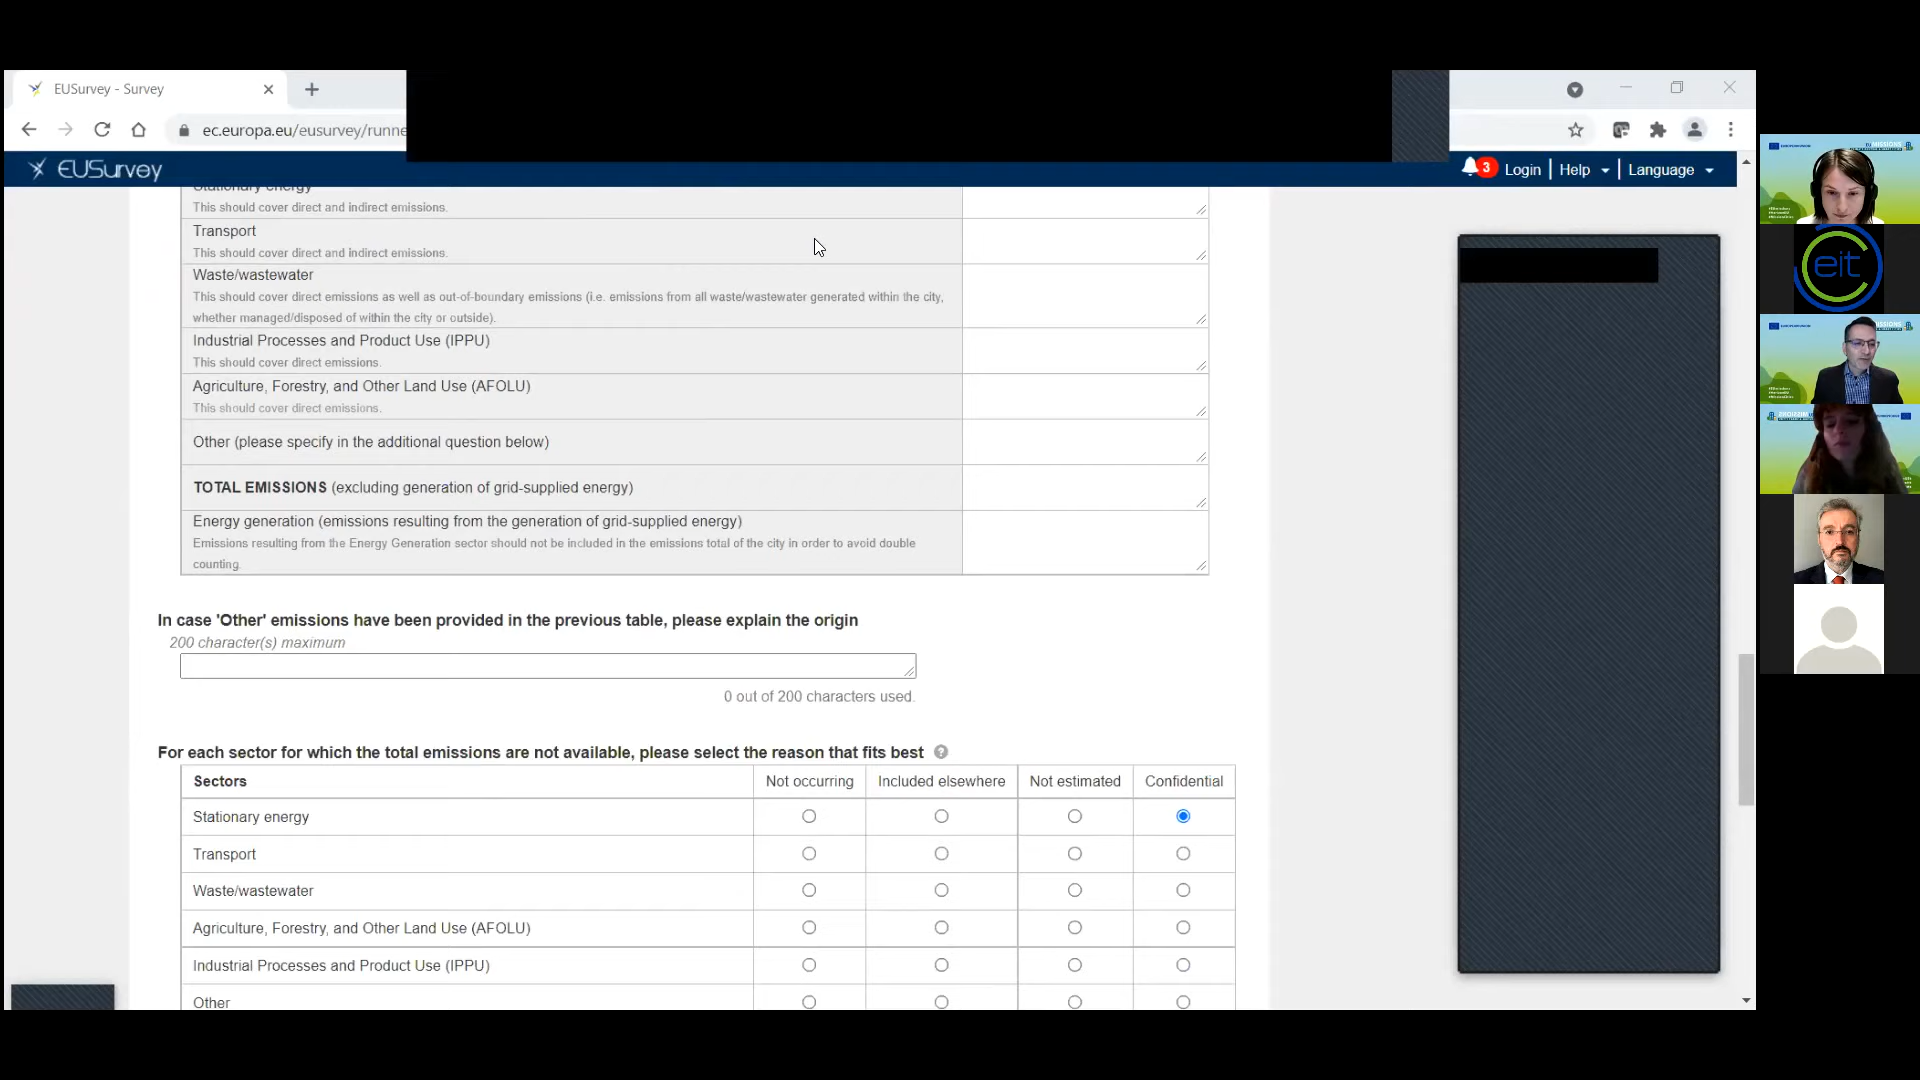 EUSurvey - Survey
ec.europa.eu/eusurvey/runne
EUSurvey
3 Login | Help | Language
Stationary energy
This should cover direct and indirect emissions.
Transport
This should cover direct and indirect emissions.
Waste/wastewater
This should cover direct emissions as well as out-of-boundary emissions (i.e. emissions from all waste/wastewater generated within the city,
whether managed/disposed of within the city or outside).
Industrial Processes and Product Use (IPPU)
This should cover direct emissions.
Agriculture, Forestry, and Other Land Use (AFOLU)
This should cover direct emissions.
Other (please specify in the additional question below)
TOTAL EMISSIONS (excluding generation of grid-supplied energy)
Energy generation (emissions resulting from the generation of grid-supplied energy)
Emissions resulting from the Energy Generation sector should not be included in the emissions total of the city in order to avoid double
counting.
In case 'Other' emissions have been provided in the previous table, please explain the origin
200 character(s) maximum
0 out of 200 characters used.
For each sector for which the total emissions are not available, please select the reason that fits best ?
Sectors Not occurring Included elsewhere Not estimated Confidential
Stationary energy
Transport
Waste/wastewater
Agriculture, Forestry, and Other Land Use (AFOLU)
Industrial Processes and Product Use (IPPU)
Other
eit